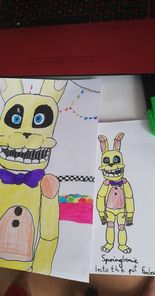 Springbonnie
Into the pit